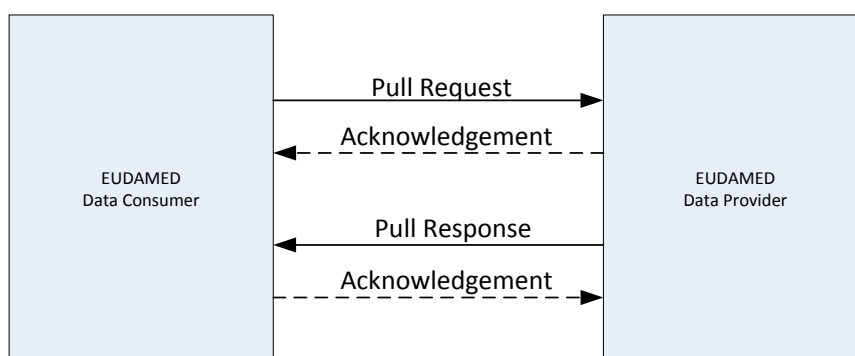 Pull Request
Acknowledgement
EUDAMED
Data Consumer
EUDAMED
Data Provider
Pull Response
Acknowledgement